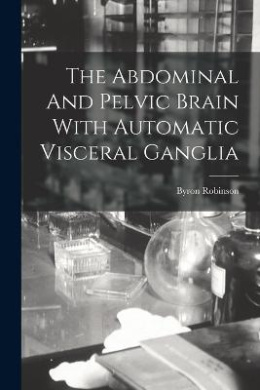 The Abdominal
And Pelvic Brain
With Automatic
Visceral Ganglia
Byron Robinson